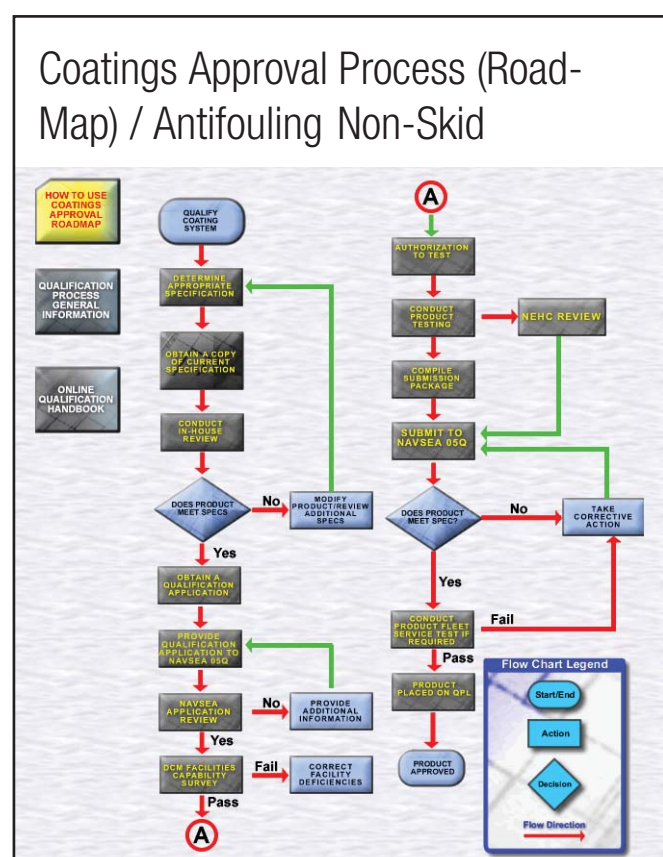 Coatings Approval Process (Road-
Map) / Antifouling Non-Skid
HOW TO USE
COATINGS
APPROVAL
ROADMAP
QUALIFICATION
PROCESS
GENERAL
INFORMATION
ONLINE
QUALIFICATION
HANDBOOK
QUALIFY
COATING
SYSTEM
DETERMINE
APPROPRIATE
SPECIFICATION
OBTAIN A COPY
OF CURRENT
SPECIFICATION
CONDUCT
IN-HOUSE
REVIEW
DOES PRODUCT
MEET SPECS
No
MODIFY
PRODUCT/REVIEW
ADDITIONAL
SPECS
Yes
OBTAIN A
QUALIFICATION
APPLICATION
PROVIDE
QUALIFICATION
APPLICATION TO
NAVSEA 05Q
NAVSEA
APPLICATION
REVIEW
No
PROVIDE
ADDITIONAL
INFORMATION
Yes
DCM FACILITIES
CAPABILITY
SURVEY
Fail
CORRECT
FACILITY
DEFICIENCIES
Pass
A
A
AUTHORIZATION
TO TEST
CONDUCT
PRODUCT
TESTING
NEHC REVIEW
COMPILE
SUBMISSION
PACKAGE
SUBMIT TO
NAVSEA 05Q
DOES PRODUCT
MEET SPEC?
No
TAKE
CORRECTIVE
ACTION
Yes
CONDUCT
PRODUCT FLEET
SERVICE TEST IF
REQUIRED
Fail
Pass
PRODUCT
PLACED ON QPL
PRODUCT
APPROVED
Flow Chart Legend
Start/End
Action
Decision
Flow Direction